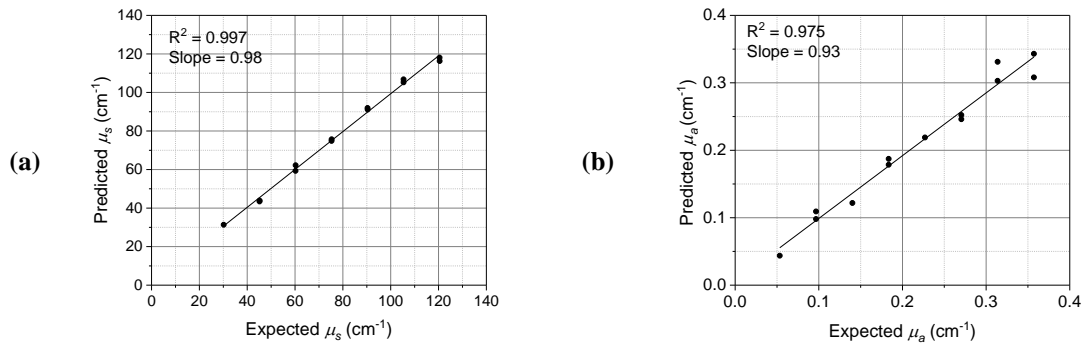 (a)
R² = 0.997
Slope = 0.98
140
120
100
80
60
40
20
0
0 20 40 60 80 100 120 140
Predicted μs (cm⁻¹)
Expected μs (cm⁻¹)
(b)
R² = 0.975
Slope = 0.93
0.4
0.3
0.2
0.1
0.0
0.0 0.1 0.2 0.3 0.4
Predicted μa (cm⁻¹)
Expected μa (cm⁻¹)